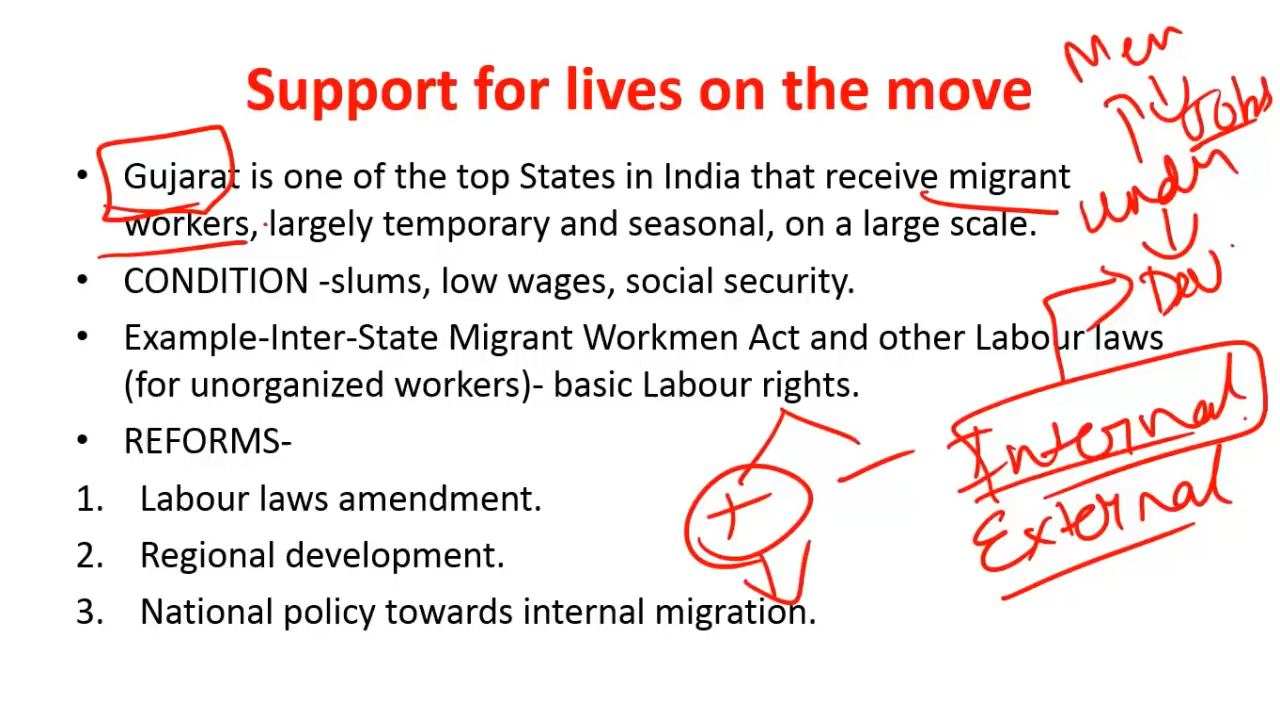 Support for lives on the move
Men
Jobs
• Gujarat is one of the top States in India that receive migrant
workers, largely temporary and seasonal, on a large scale.
Under
Dev
• CONDITION -slums, low wages, social security.
• Example-Inter-State Migrant Workmen Act and other Labour laws
(for unorganized workers)- basic Labour rights.
Internal
• REFORMS-
1. Labour laws amendment.
+
External
2. Regional development.
3. National policy towards internal migration.